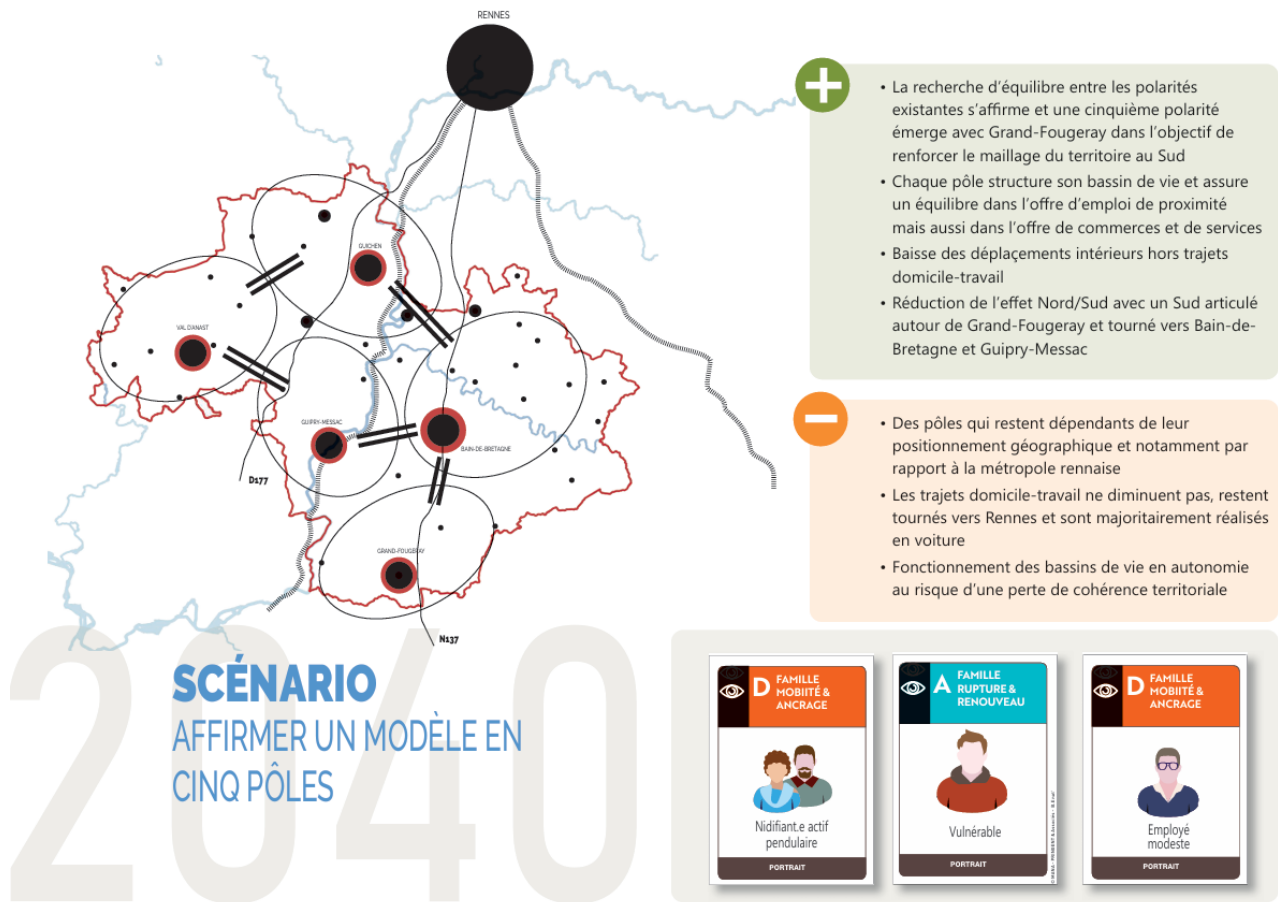 RENNES
GUICHEN
VAL D'ANAST
GUIPRY-MESSAC
BAIN-DE-BRETAGNE
D177
GRAND-FOUGERAY
N137
2040
SCÉNARIO
AFFIRMER UN MODÈLE EN
CINQ PÔLES
+
• La recherche d'équilibre entre les polarités
existantes s'affirme et une cinquième polarité
émerge avec Grand-Fougeray dans l'objectif de
renforcer le maillage du territoire au Sud
• Chaque pôle structure son bassin de vie et assure
un équilibre dans l'offre d'emploi de proximité
mais aussi dans l'offre de commerces et de services
• Baisse des déplaçements intérieurs hors trajets
domicile-travail
• Réduction de l'effet Nord/Sud avec un Sud articulé
autour de Grand-Fougeray et tourné vers Bain-de-
Bretagne et Guipry-Messac
−
• Des pôles qui restent dépendants de leur
positionnement géographique et notamment par
rapport à la métropole rennaise
• Les trajets domicile-travail ne diminuent pas, restent
tournés vers Rennes et sont majoritairement réalisés
en voiture
• Fonctionnement des bassins de vie en autonomie
au risque d'une perte de cohérence territoriale
D FAMILLE
MOBIITÉ &
ANCRAGE
Nidifiant.e actif
pendulaire
PORTRAIT
A FAMILLE
RUPTURE &
RENOUVEAU
Vulnérable
PORTRAIT
D FAMILLE
MOBIITÉ &
ANCRAGE
Employé
modeste
PORTRAIT